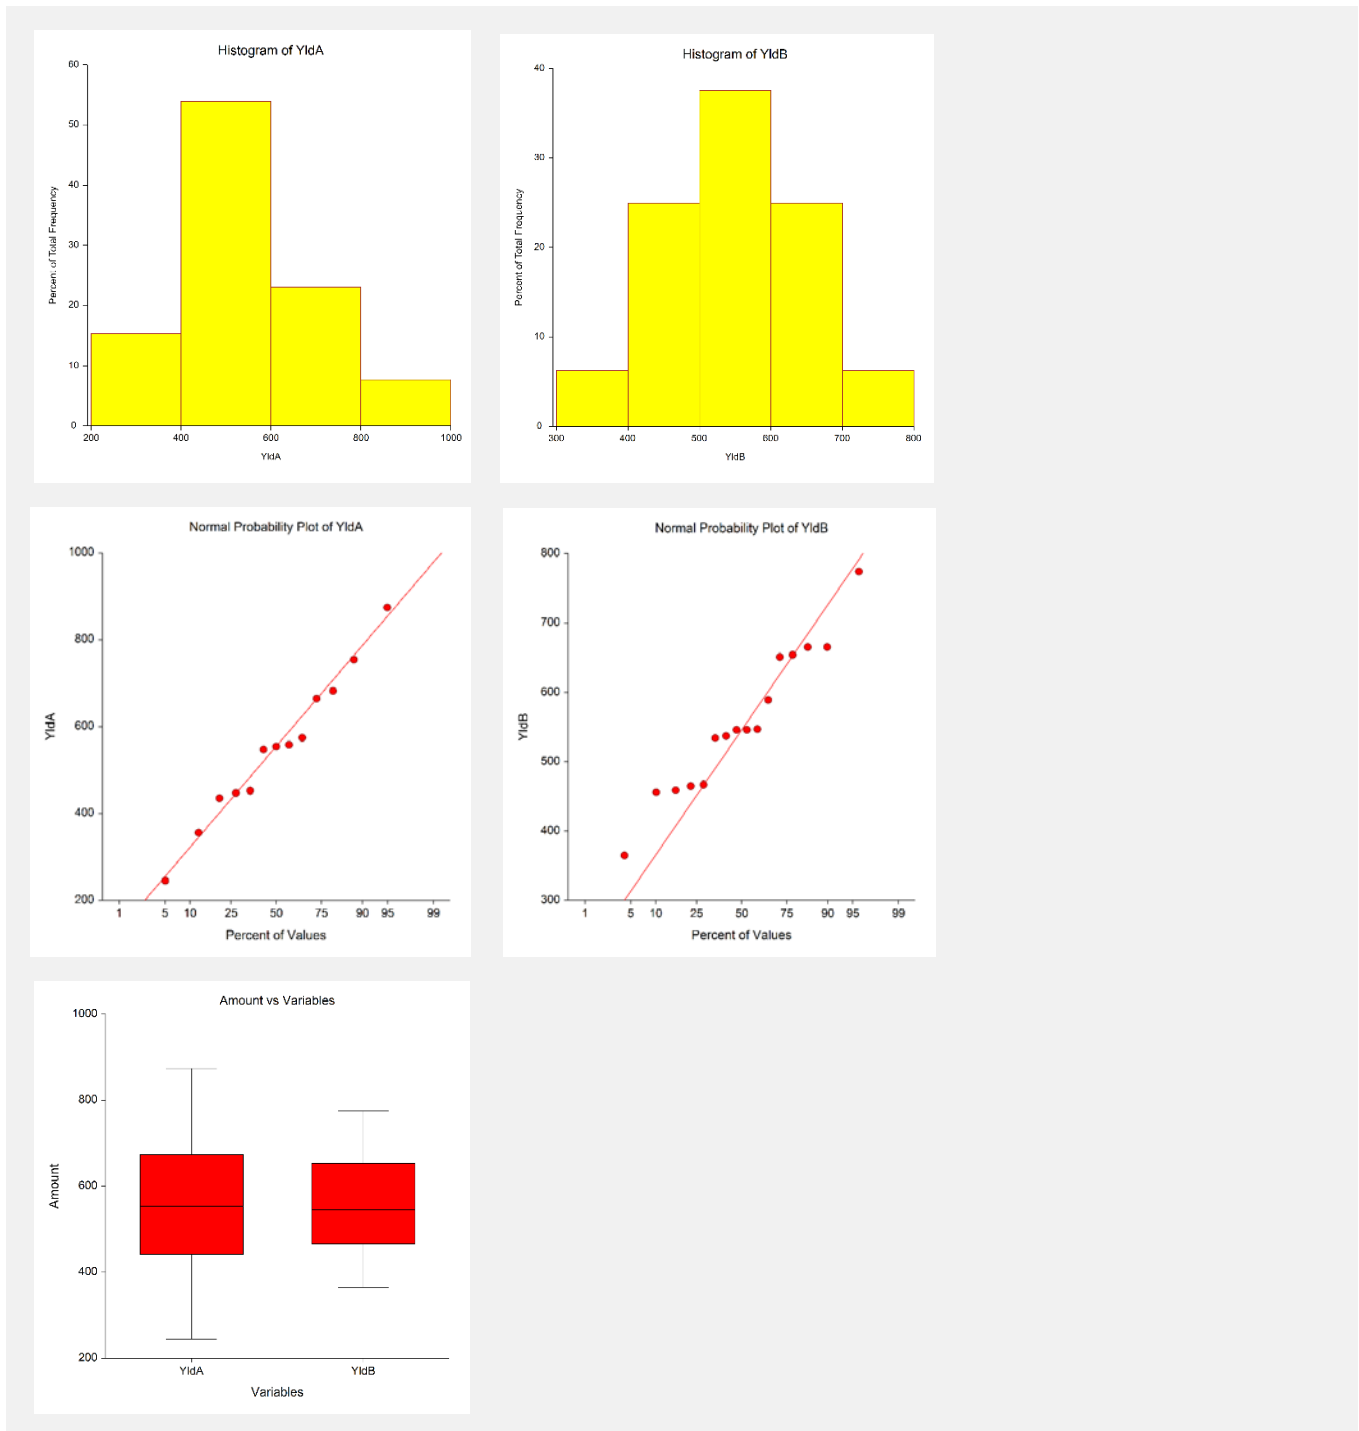 Histogram of YldA
60
50
40
30
20
10
0
Percent of Total Frequency
200 400 600 800 1000
YldA
Histogram of YldB
40
30
20
10
0
Percent of Total Frequency
300 400 500 600 700 800
YldB
Normal Probability Plot of YldA
1000
800
600
400
200
YldA
1 5 10 25 50 75 90 95 99
Percent of Values
Normal Probability Plot of YldB
800
700
600
500
400
300
YldB
1 5 10 25 50 75 90 95 99
Percent of Values
Amount vs Variables
1000
800
600
400
200
Amount
YldA YldB
Variables